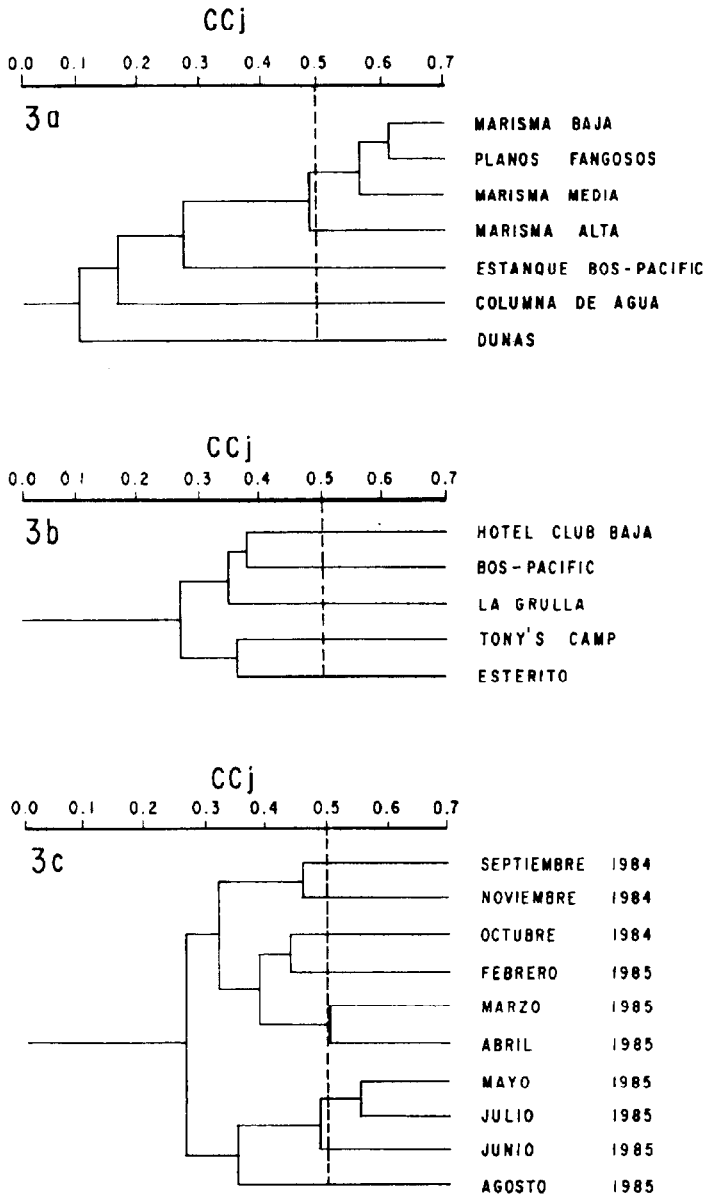 CCj
0.0 0.1 0.3 0.4 0.5 0.6 0.7
3a
MARISMA BAJA
PLANOS FANGOSOS
MARISMA MEDIA
MARISMA ALTA
ESTANQUE BOS-PACIFIC
COLUMNA DE AGUA
DUNAS
CCj
0.0 0.1 0.3 0.4 0.5 0.6 0.7
3b
HOTEL CLUB BAJA
BOS-PACIFIC
LA GRULLA
TONY'S CAMP
ESTERITO
CCj
0.0 0.1 0.2 0.3 0.4 0.5 0.6 0.7
3c
SEPTIEMBRE 1984
NOVIEMBRE 1984
OCTUBRE 1984
FEBRERO 1985
MARZO 1985
ABRIL 1985
MAYO 1985
JULIO 1985
JUNIO 1985
AGOSTO 1985